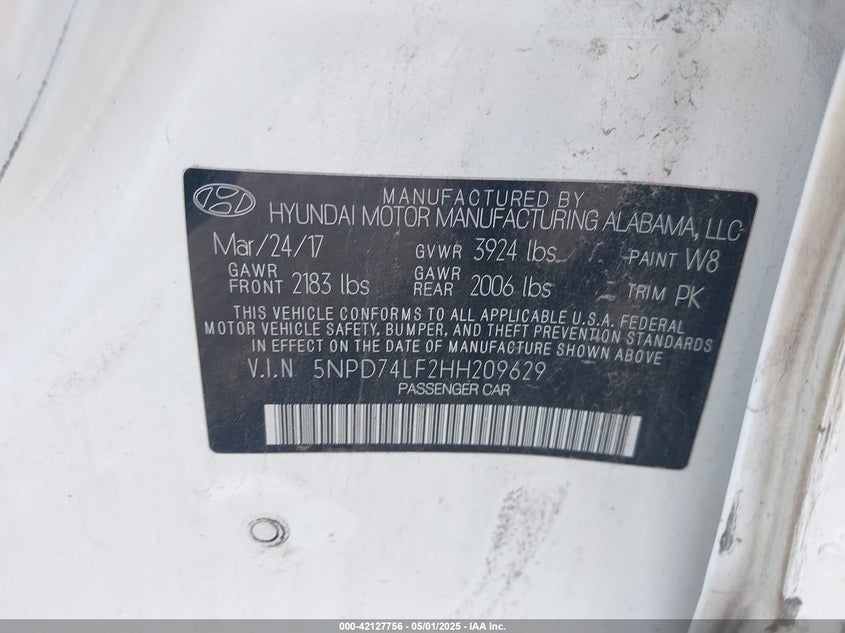 MANUFACTURED BY
HYUNDAI MOTOR MANUFACTURING ALABAMA, LLC
Mar/24/17 GVWR 3924 lbs PAINT W8
GAWR FRONT 2183 lbs GAWR REAR 2006 lbs TRIM PK
THIS VEHICLE CONFORMS TO ALL APPLICABLE U.S.A. FEDERAL
MOTOR VEHICLE SAFETY, BUMPER, AND THEFT PREVENTION STANDARDS
IN EFFECT ON THE DATE OF MANUFACTURE SHOWN ABOVE.
V.I.N 5NPD74LF2HH209629
PASSENGER CAR
000-42127756 - 05/01/2025 - IAA Inc.